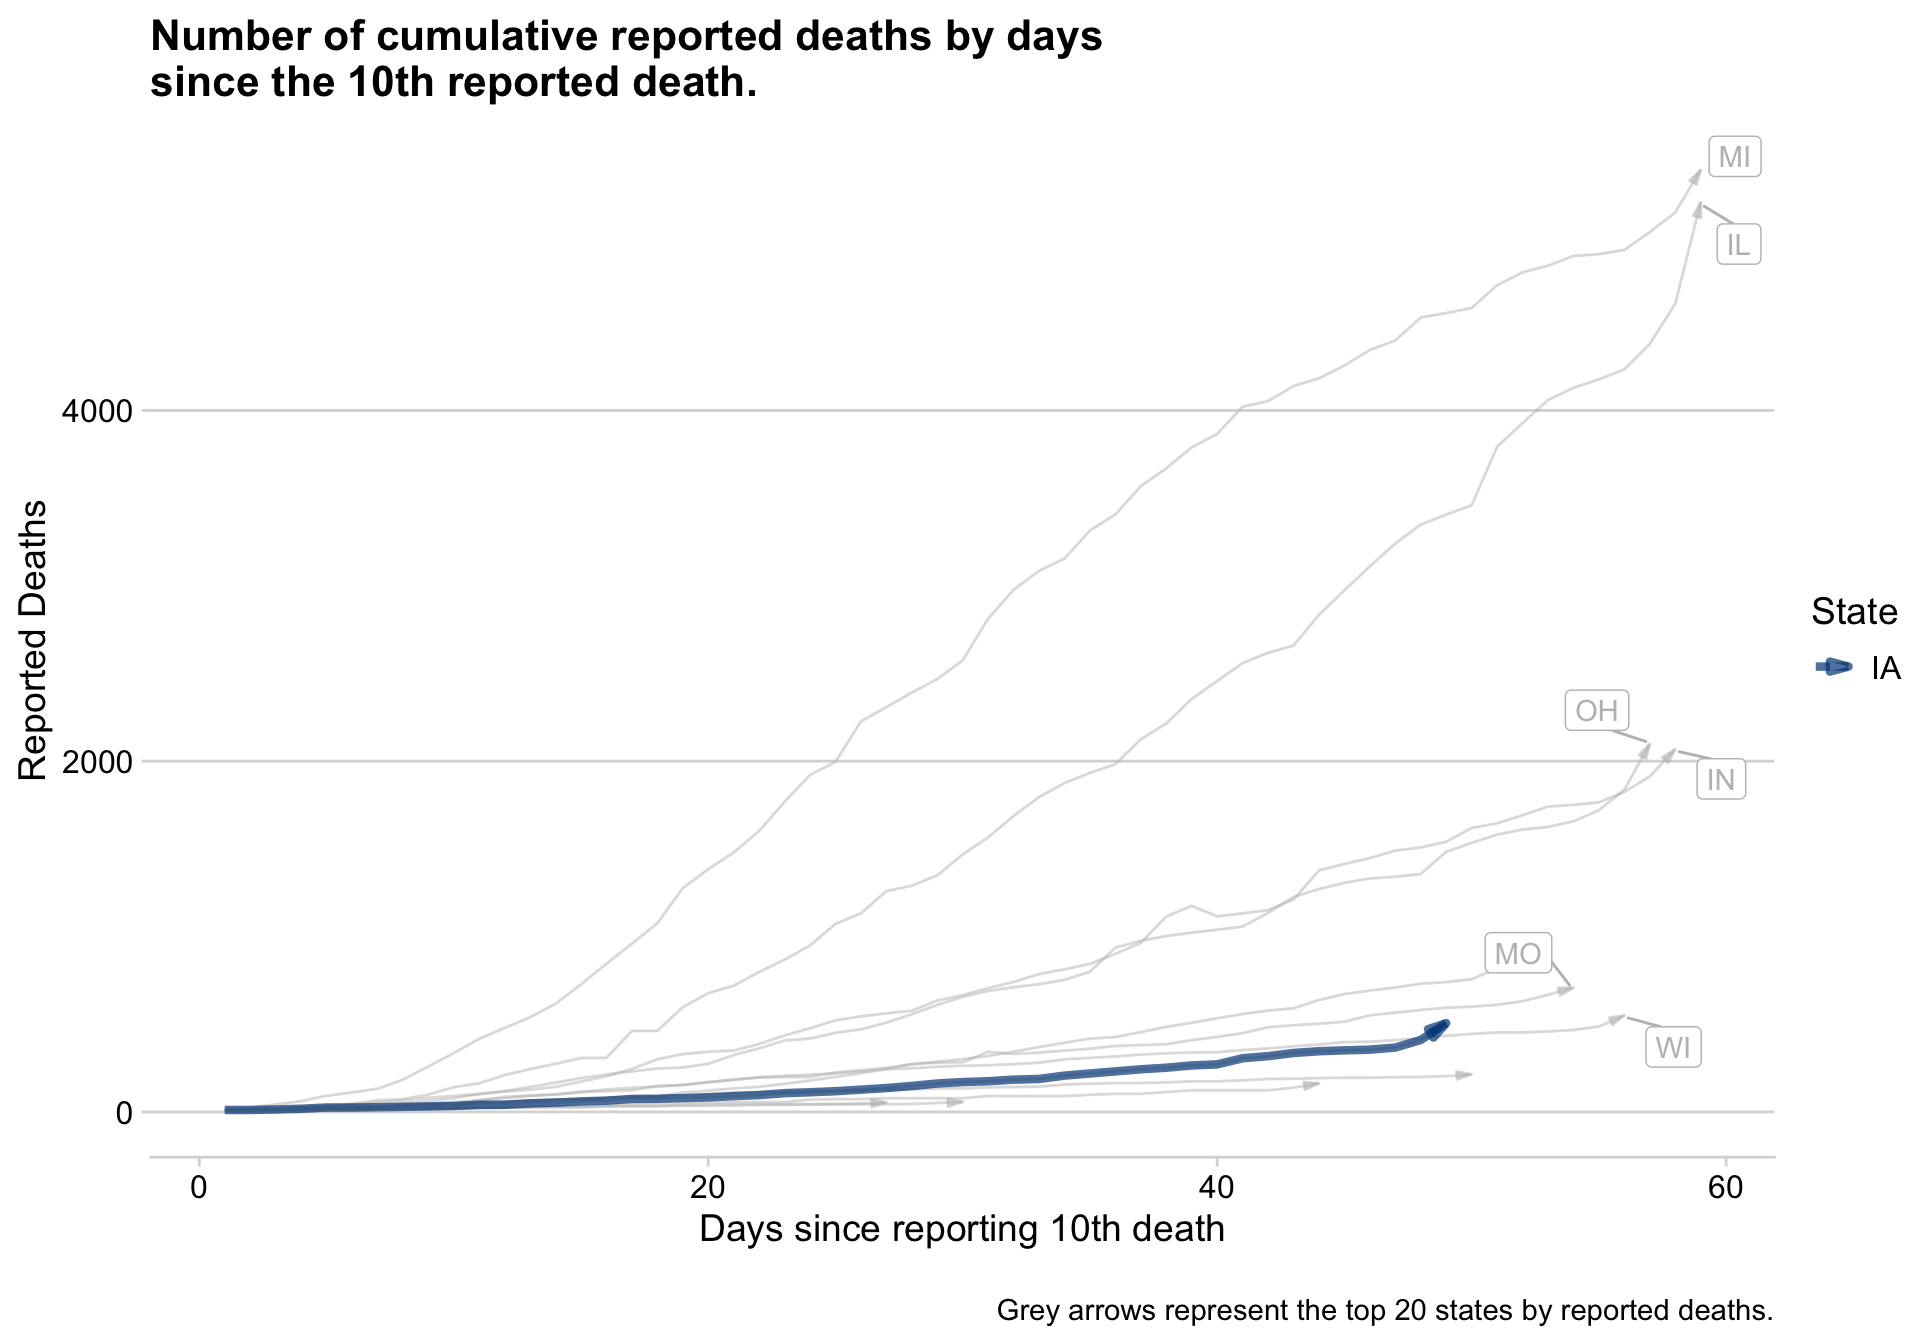 Number of cumulative reported deaths by days
since the 10th reported death.
MI
IL
4000
Reported Deaths
State
IA
OH
2000
IN
MO
WI
0
0 20 40 60
Days since reporting 10th death
Grey arrows represent the top 20 states by reported deaths.